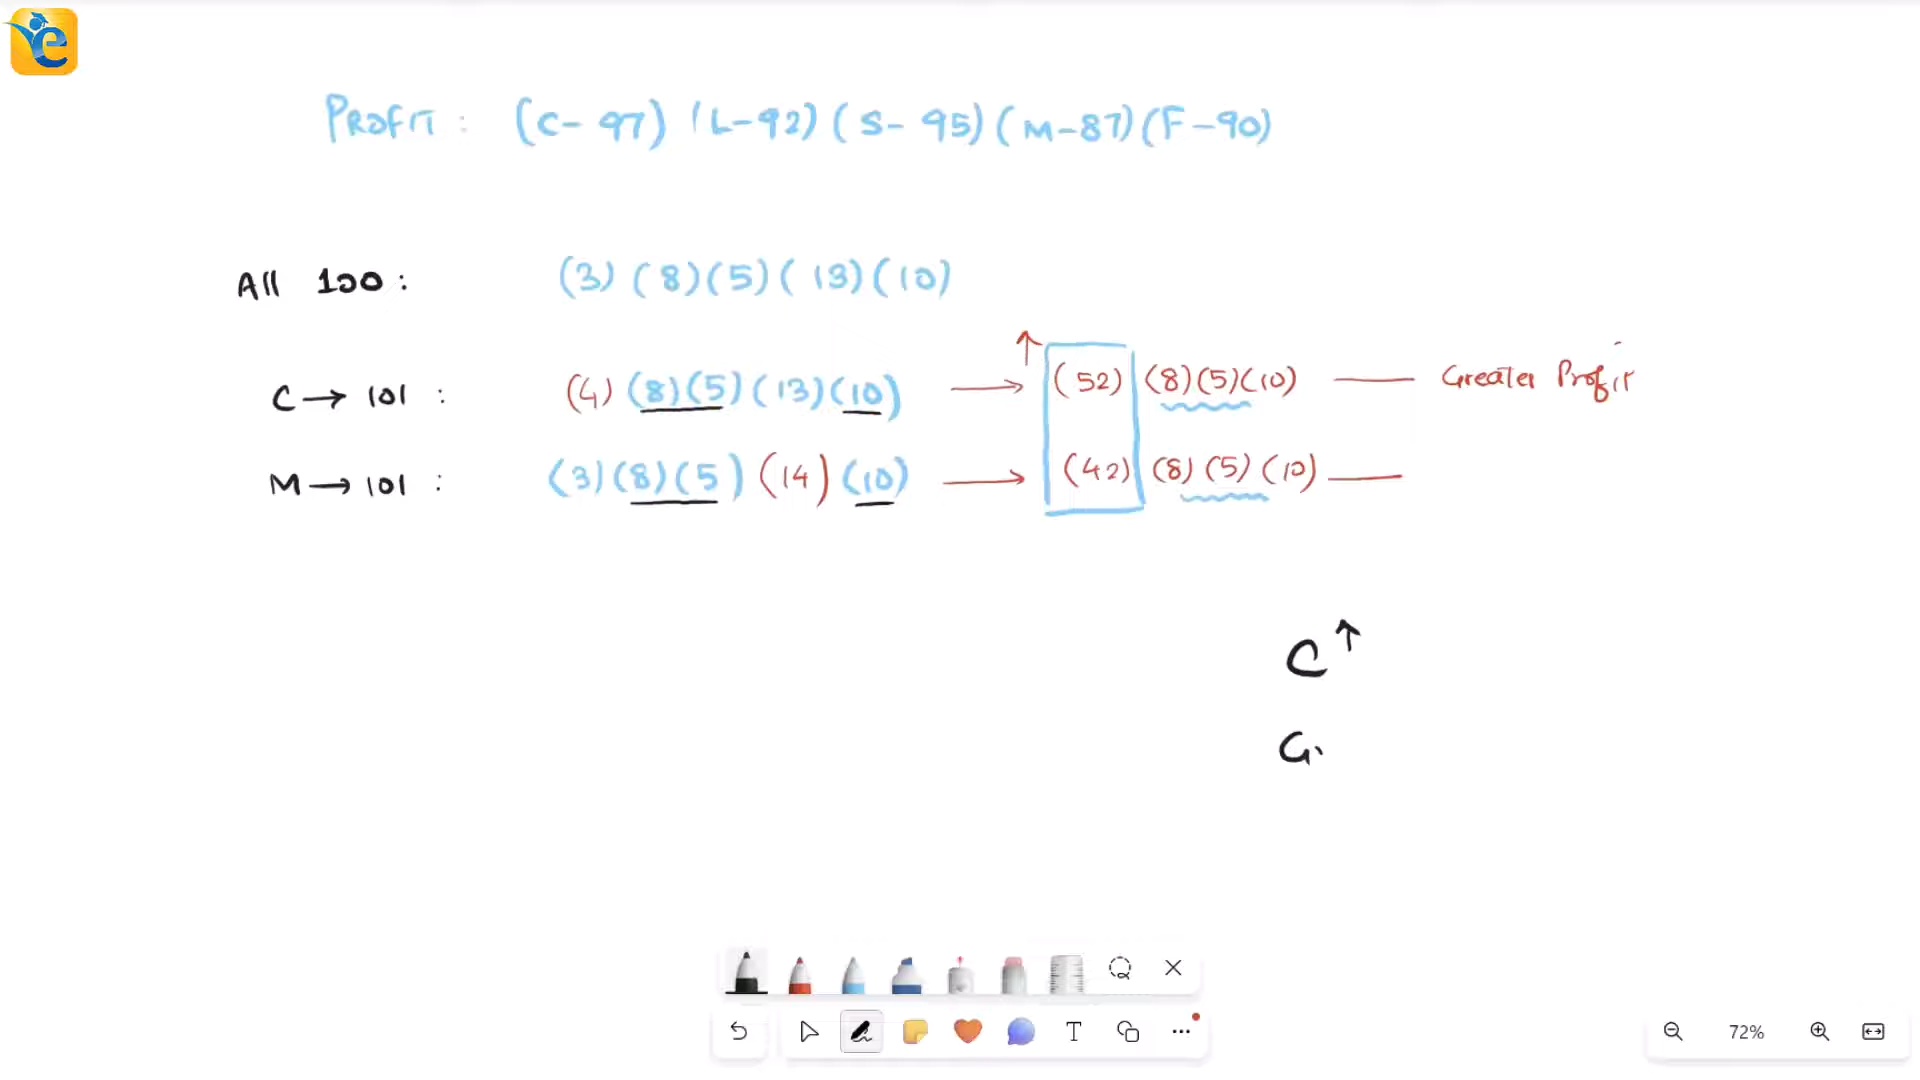 PROFIT : (C- 97) (L-92) (S- 95) (M-87) (F-90)
All 100 : (3) (8) (5) (13) (10)
C → 101 : (4) (8) (5) (13) (10) → ↑ (52) (8) (5) (10) — Greater Profit
M → 101 : (3) (8) (5) (14) (10) → (42) (8) (5) (10) —
C ↑
G
72%